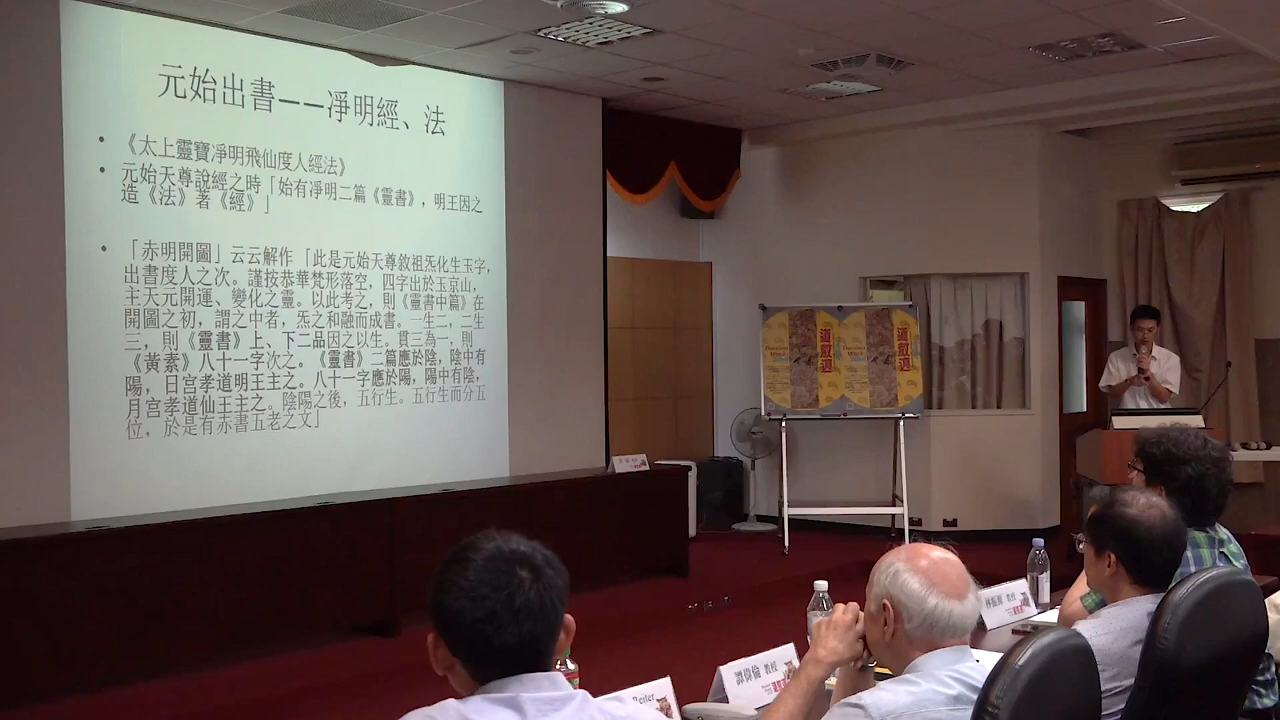 元始出書——淨明經、法
• 《太上靈寶淨明飛仙度人經法》
• 元始天尊說經之時「始有淨明二篇《靈書》，明王因之
造《法》著《經》」
• 「赤明開圖」云云解作「此是元始天尊敘祖炁化生玉字，
出書度人之次。謹按恭華梵形落空，四字出於玉京山，
主天元開運、變化之靈。以此考之，則《靈書中篇》在
開圖之初，謂之中者，炁之和融而成書。一生二，二生
三，則《靈書》上、下二品因之以生。貫三為一，則
《黃素》八十一字次之。《靈書》二篇應於陰，陰中有
陽，日宮孝道明王主之。八十一字應於陽，陽中有陰，
月宮孝道仙王主之。陰陽之後，五行生。五行生而分五
位，於是有赤書五老之文」
道敘週 道敘週
林振源 教授
譚偉倫 教授
Reiter